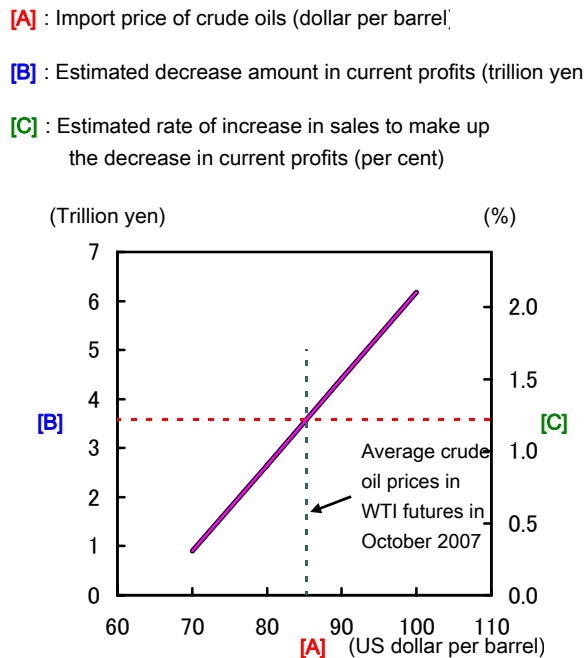 [A] : Import price of crude oils (dollar per barrel)
[B] : Estimated decrease amount in current profits (trillion yen
[C] : Estimated rate of increase in sales to make up
the decrease in current profits (per cent)
(Trillion yen) (%)
7
6
5
4
3
2
1
0
2.0
1.5
1.0
0.5
0.0
[B]
[C]
Average crude
oil prices in
WTI futures in
October 2007
60 70 80 90 100 110
[A] (US dollar per barrel)